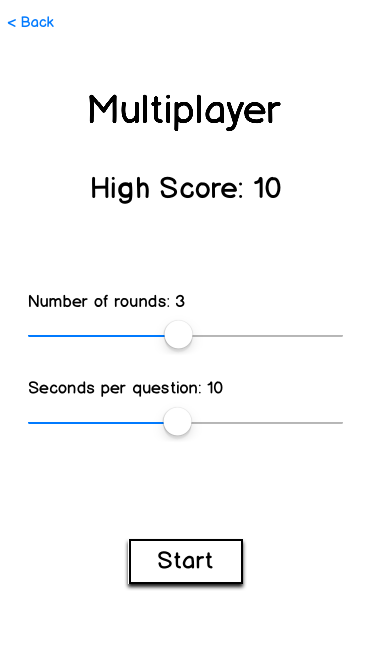 < Back
Multiplayer
High Score: 10
Number of rounds: 3
Seconds per question: 10
Start